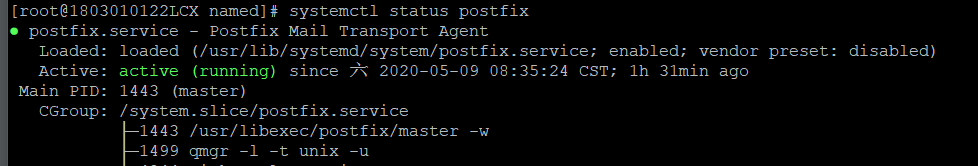 [root@1803010122LCX named]# systemctl status postfix
● postfix.service - Postfix Mail Transport Agent
Loaded: loaded (/usr/lib/systemd/system/postfix.service; enabled; vendor preset: disabled)
Active: active (running) since 六 2020-05-09 08:35:24 CST; 1h 31min ago
Main PID: 1443 (master)
CGroup: /system.slice/postfix.service
├─1443 /usr/libexec/postfix/master -w
├─1499 qmgr -l -t unix -u